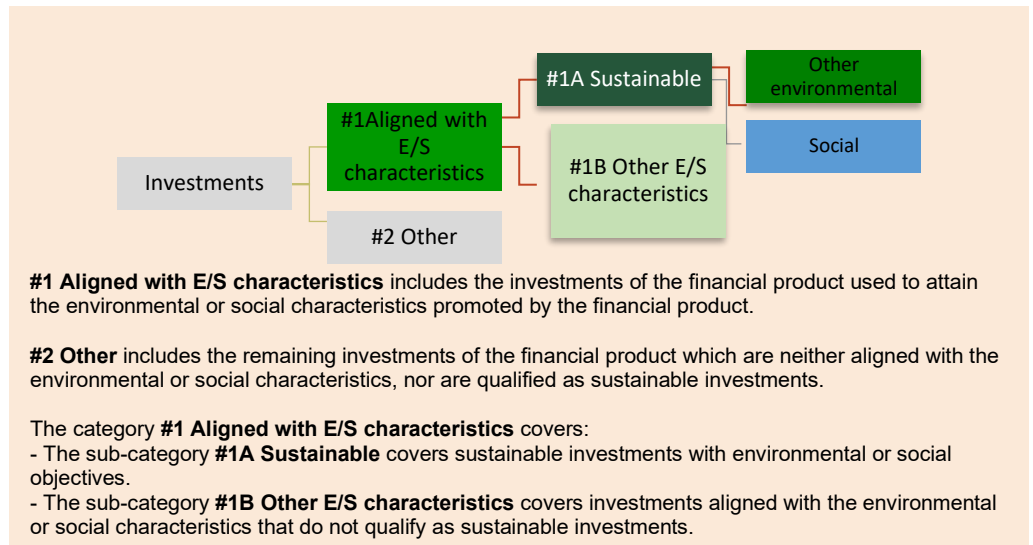 #1A Sustainable
Other
environmental
#1Aligned with
E/S
characteristics
Social
#1B Other E/S
characteristics
Investments
#2 Other
#1 Aligned with E/S characteristics includes the investments of the financial product used to attain
the environmental or social characteristics promoted by the financial product.
#2 Other includes the remaining investments of the financial product which are neither aligned with the
environmental or social characteristics, nor are qualified as sustainable investments.
The category #1 Aligned with E/S characteristics covers:
- The sub-category #1A Sustainable covers sustainable investments with environmental or social
objectives.
- The sub-category #1B Other E/S characteristics covers investments aligned with the environmental
or social characteristics that do not qualify as sustainable investments.